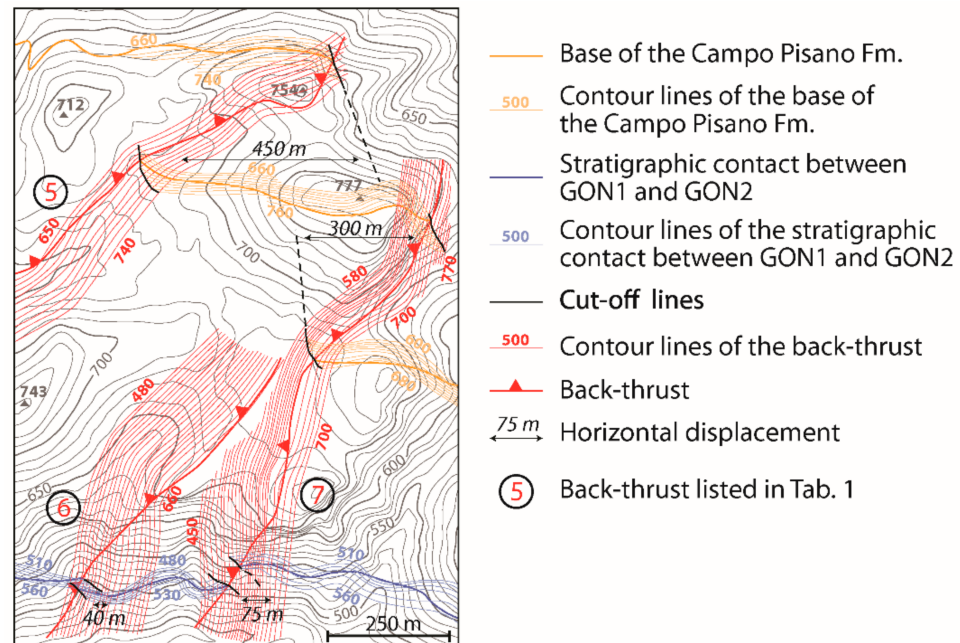 660
740
754
712
650
450 m
660
777
740
5
650
740
300 m
700
580
770
700
700
480
743
700
600
650
6
660
7
450
550
510
480
510
560
530
560
500
40 m
75 m
250 m
Base of the Campo Pisano Fm.
500
Contour lines of the base of
the Campo Pisano Fm.
Stratigraphic contact between
GON1 and GON2
500
Contour lines of the stratigraphic
contact between GON1 and GON2
Cut-off lines
500
Contour lines of the back-thrust
Back-thrust
75 m
Horizontal displacement
5
Back-thrust listed in Tab. 1